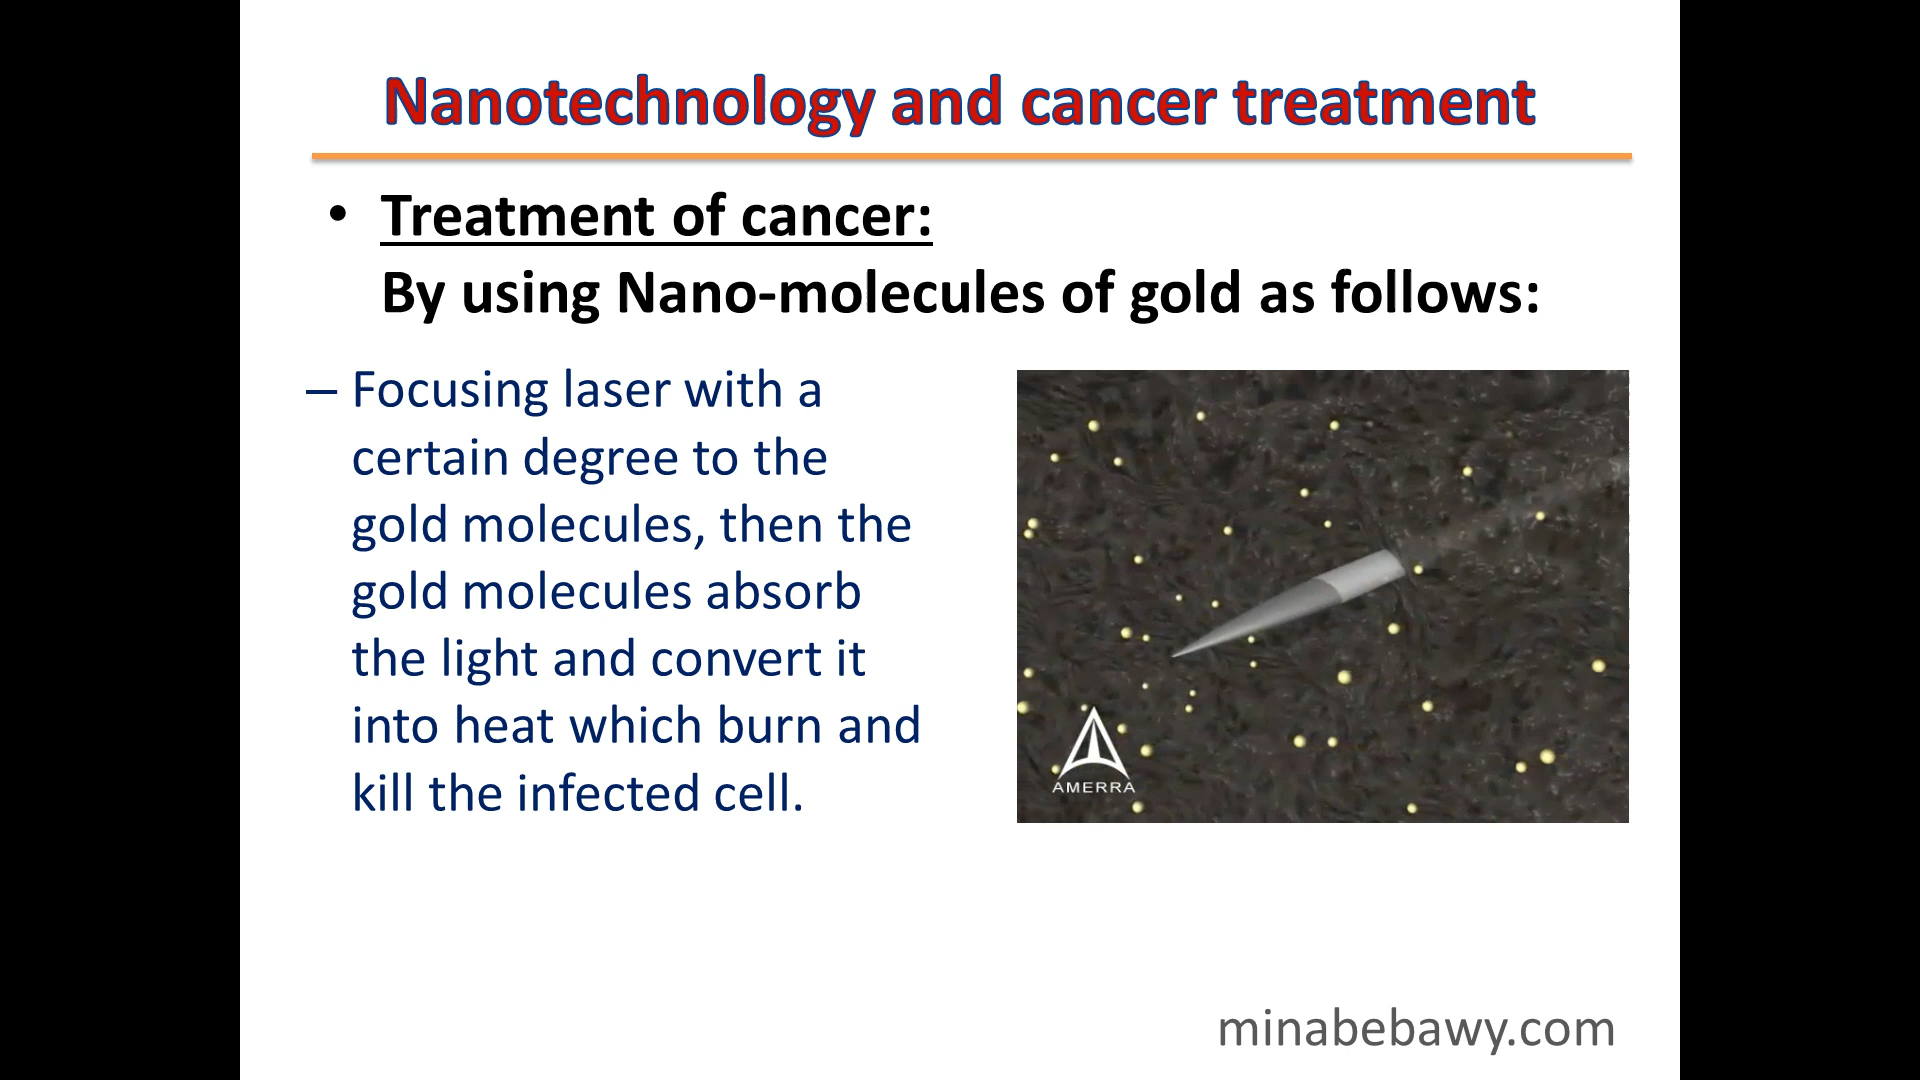 Nanotechnology and cancer treatment
• Treatment of cancer:
By using Nano-molecules of gold as follows:
– Focusing laser with a
certain degree to the
gold molecules, then the
gold molecules absorb
the light and convert it
into heat which burn and
kill the infected cell.
AMERRA
minabebawy.com